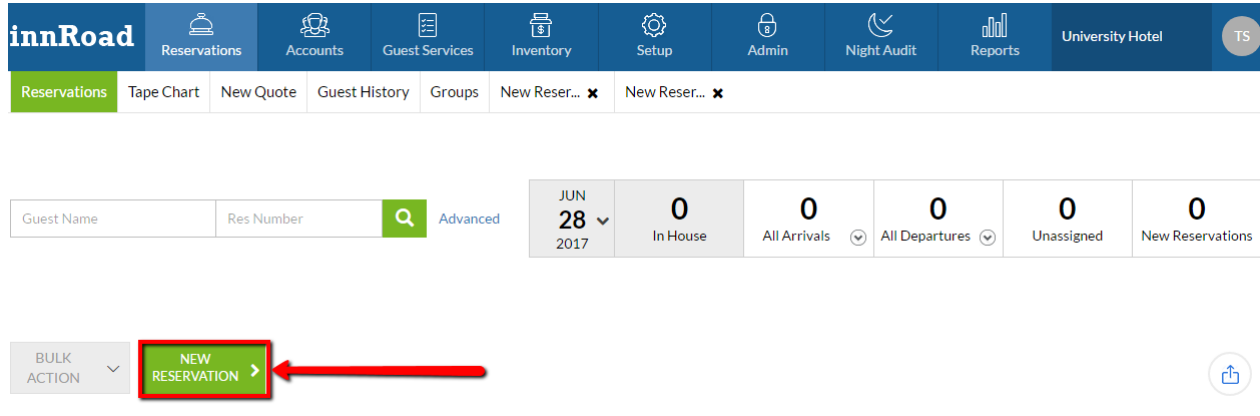 innRoad
Reservations
Accounts
Guest Services
Inventory
Setup
Admin
Night Audit
Reports
University Hotel
TS
Reservations
Tape Chart
New Quote
Guest History
Groups
New Reser... ✖
New Reser... ✖
Guest Name
Res Number
Advanced
JUN
28
2017
0
In House
0
All Arrivals
0
All Departures
0
Unassigned
0
New Reservations
BULK
ACTION
NEW
RESERVATION